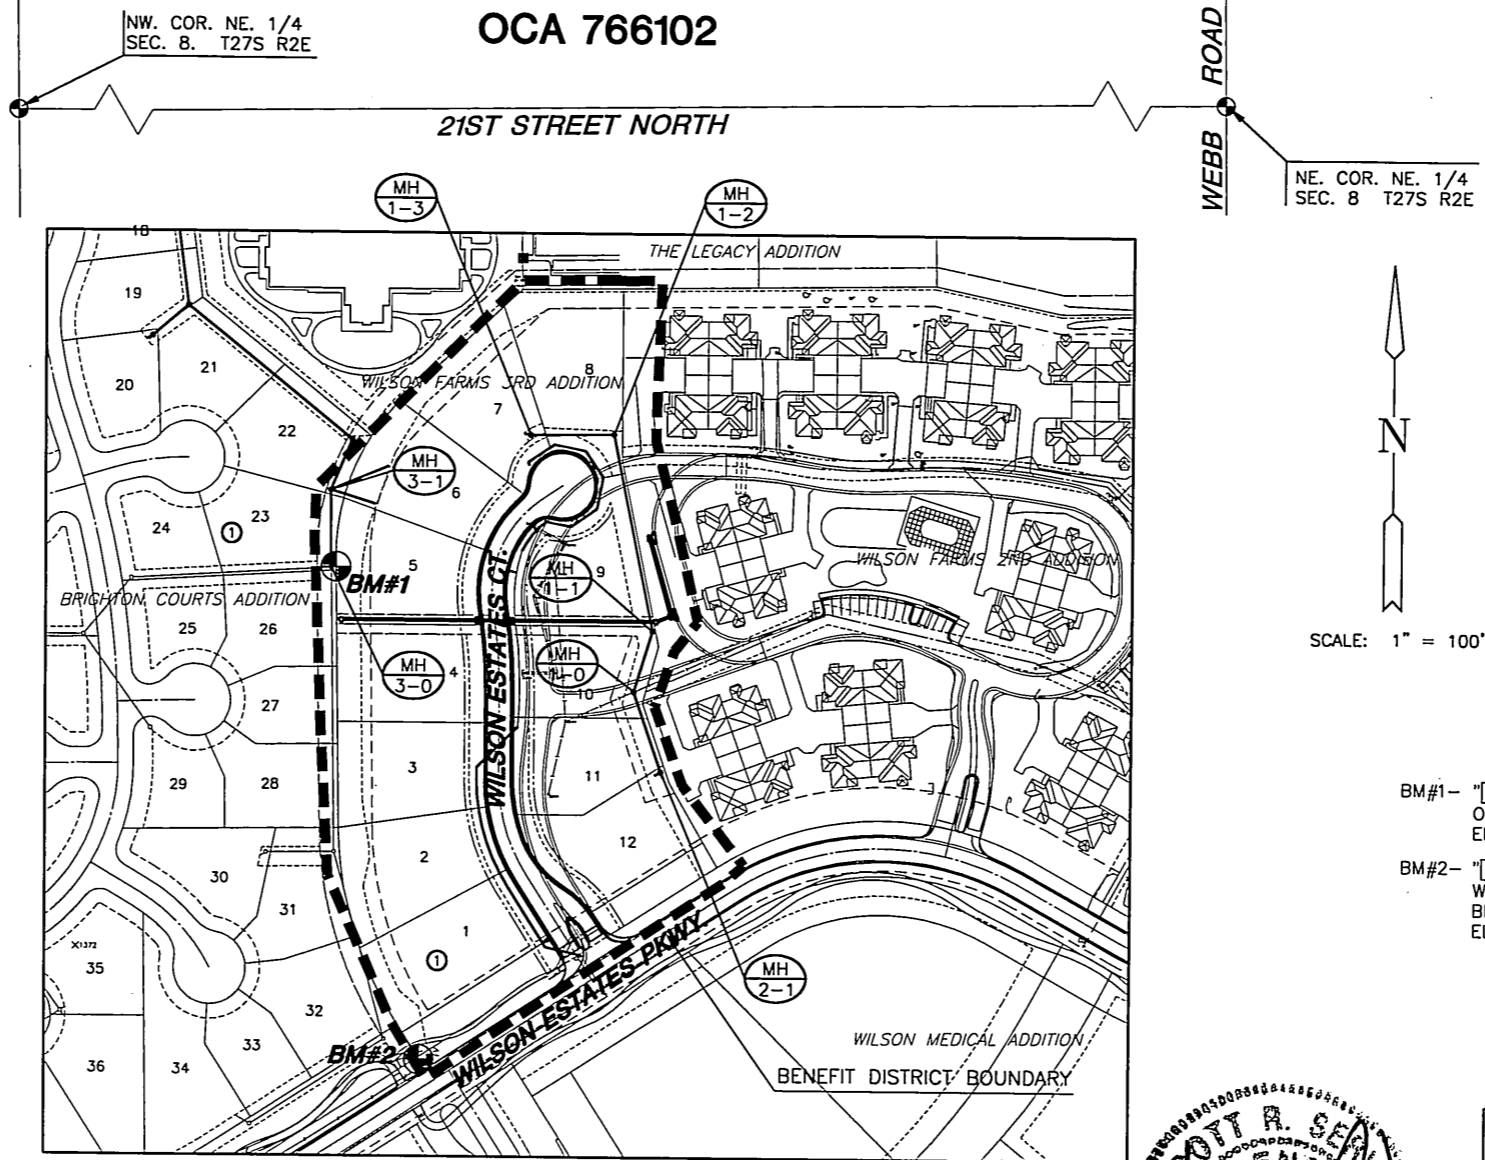 NW. COR. NE. 1/4
SEC. 8. T27S R2E
OCA 766102
WEBB ROAD
21ST STREET NORTH
NE. COR. NE. 1/4
SEC. 8 T27S R2E
MH
1-3
MH
1-2
18
THE LEGACY ADDITION
19
20
21
22
WILSON FARMS 3RD ADDITION
7
8
MH
3-1
6
N
24
1
23
5
BM#1
WILSON ESTATES CT.
MH
1-1
9
WILSON FARMS 2ND ADDITION
BRIGHTON COURTS ADDITION
25
26
MH
3-0
4
MH
1-0
10
SCALE: 1" = 100'
27
29
28
3
11
BM#1-
BM#2-
2
12
30
31
1
1
X1372
35
32
MH
2-1
33
34
36
BM#2
WILSON ESTATES PKWY.
WILSON MEDICAL ADDITION
BENEFIT DISTRICT BOUNDARY